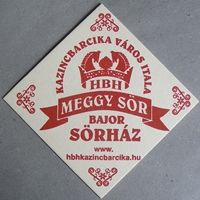 KAZINCBARCIKA VÁROS ITALA
HBH
MEGGY SÖR
BAJOR
SÖRHÁZ
www.
hbhkazincbarcika.hu